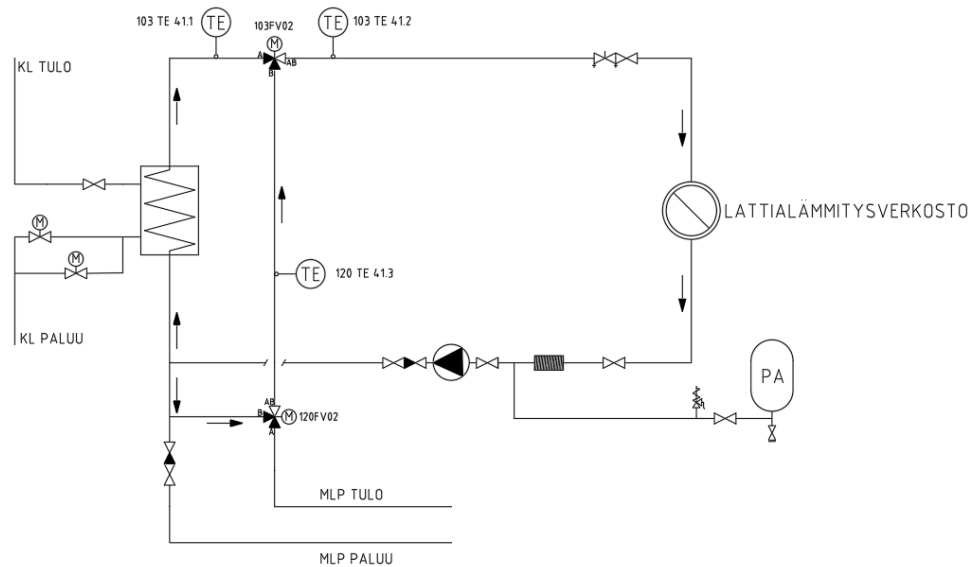 103 TE 41.1
TE
103FV02
M
TE
103 TE 41.2
A
AB
B
KL TULO
M
M
KL PALUU
TE
120 TE 41.3
LATTIALÄMMITYSVERKOSTO
PA
AB
B
M
120FV02
A
MLP TULO
MLP PALUU